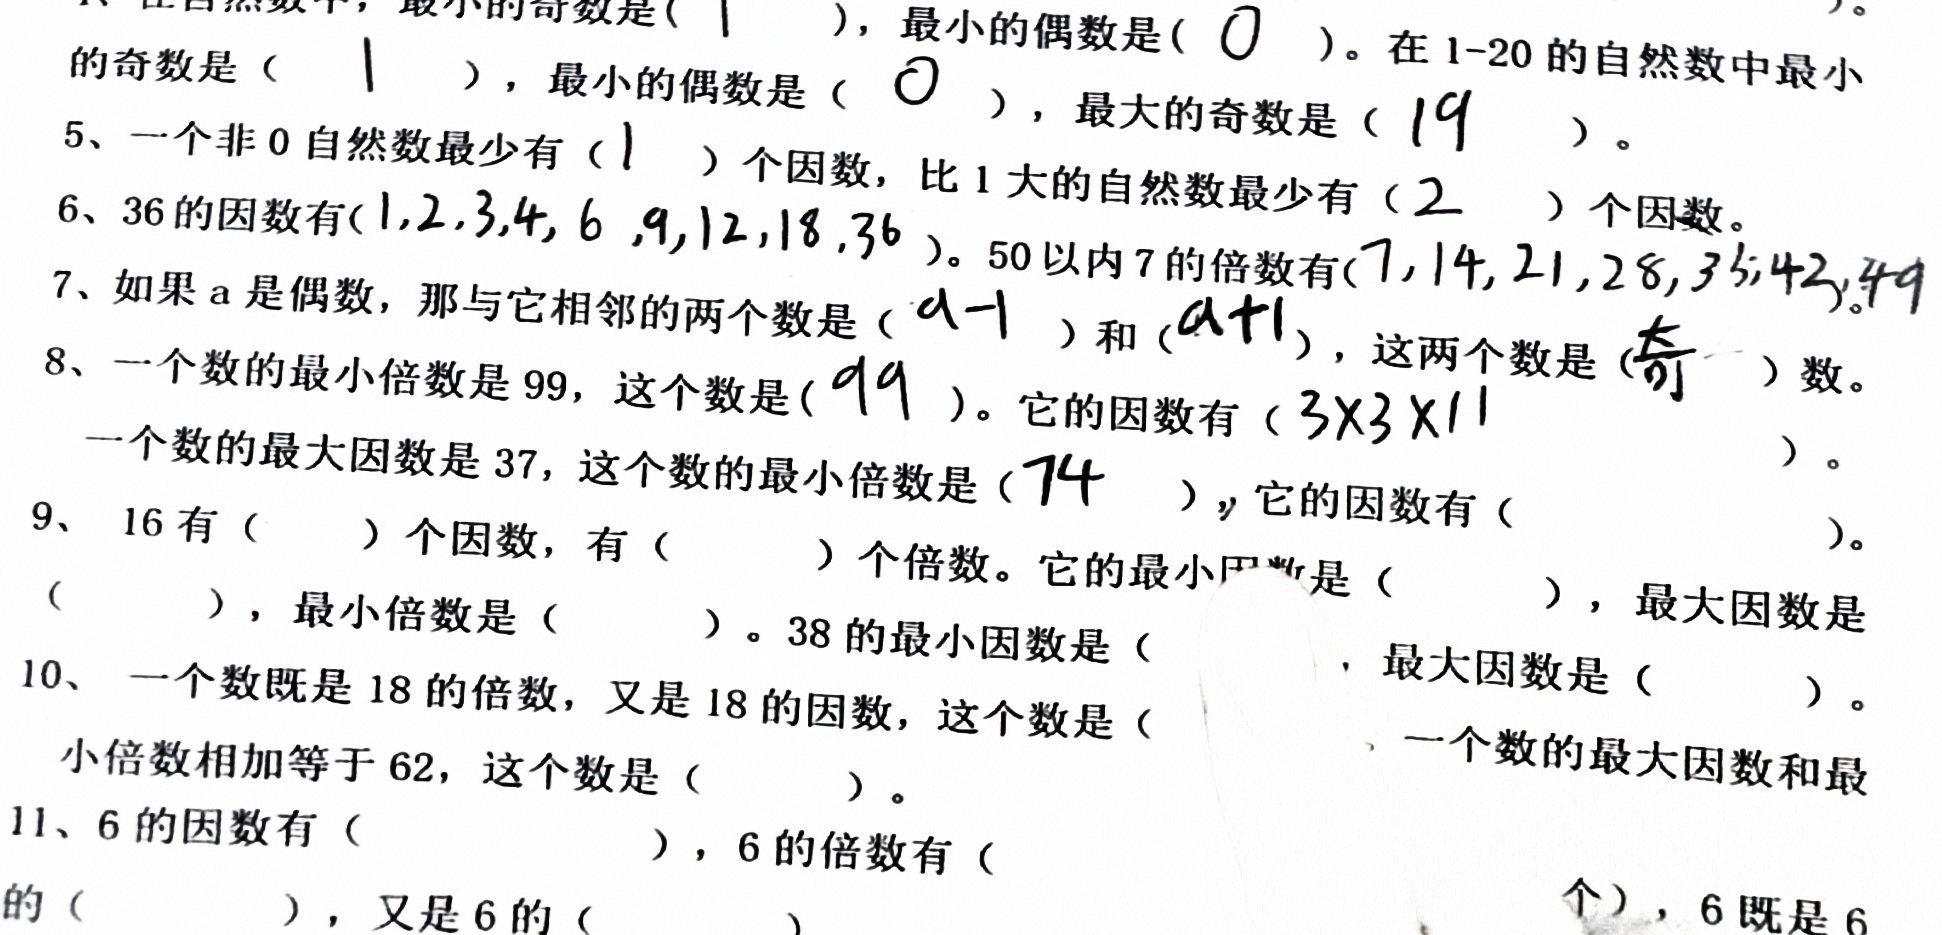 在自然数中，最小的奇数是( 1 )，最小的偶数是( 0 )。在 1-20 的自然数中最小
的奇数是（ 1 ），最小的偶数是（ 0 ），最大的奇数是（ 19 ）。
5、一个非 0 自然数最少有（1 ）个因数，比 1 大的自然数最少有（2 ）个因数。
6、36 的因数有(1,2,3,4, 6 ,9,12,18,36 )。50 以内 7 的倍数有(7,14,21,28,35,42,49 )。
7、如果 a 是偶数，那与它相邻的两个数是（ a-1 ）和（a+1），这两个数是（奇 ）数。
8、一个数的最小倍数是 99，这个数是( 99 )。它的因数有（ 3×3×11 ）。
一个数的最大因数是 37，这个数的最小倍数是（74 ），它的因数有（ )。
9、 16 有（ ）个因数，有（ ）个倍数。它的最小因数是（ ），最大因数是
（ ），最小倍数是（ ）。38 的最小因数是（ ，最大因数是（ ）。
10、 一个数既是 18 的倍数，又是 18 的因数，这个数是（ 、一个数的最大因数和最
小倍数相加等于 62，这个数是（ ）。
11、6 的因数有（ ），6 的倍数有（ 个），6 既是 6
的（ ），又是 6 的（ ）